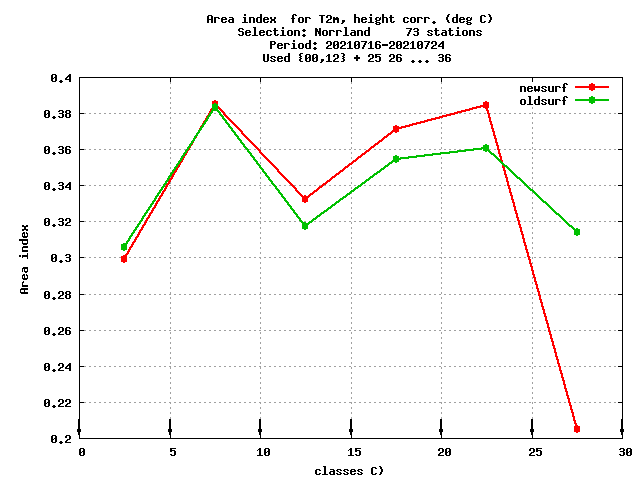 Area index  for T2m, height corr. (deg C)
Selection: Norrland     73 stations
Period: 20210716-20210724
Used {00,12} + 25 26 ... 36
newsurf
oldsurf
0.4
0.38
0.36
0.34
0.32
0.3
0.28
0.26
0.24
0.22
0.2
Area index
0 5 10 15 20 25 30
classes C)